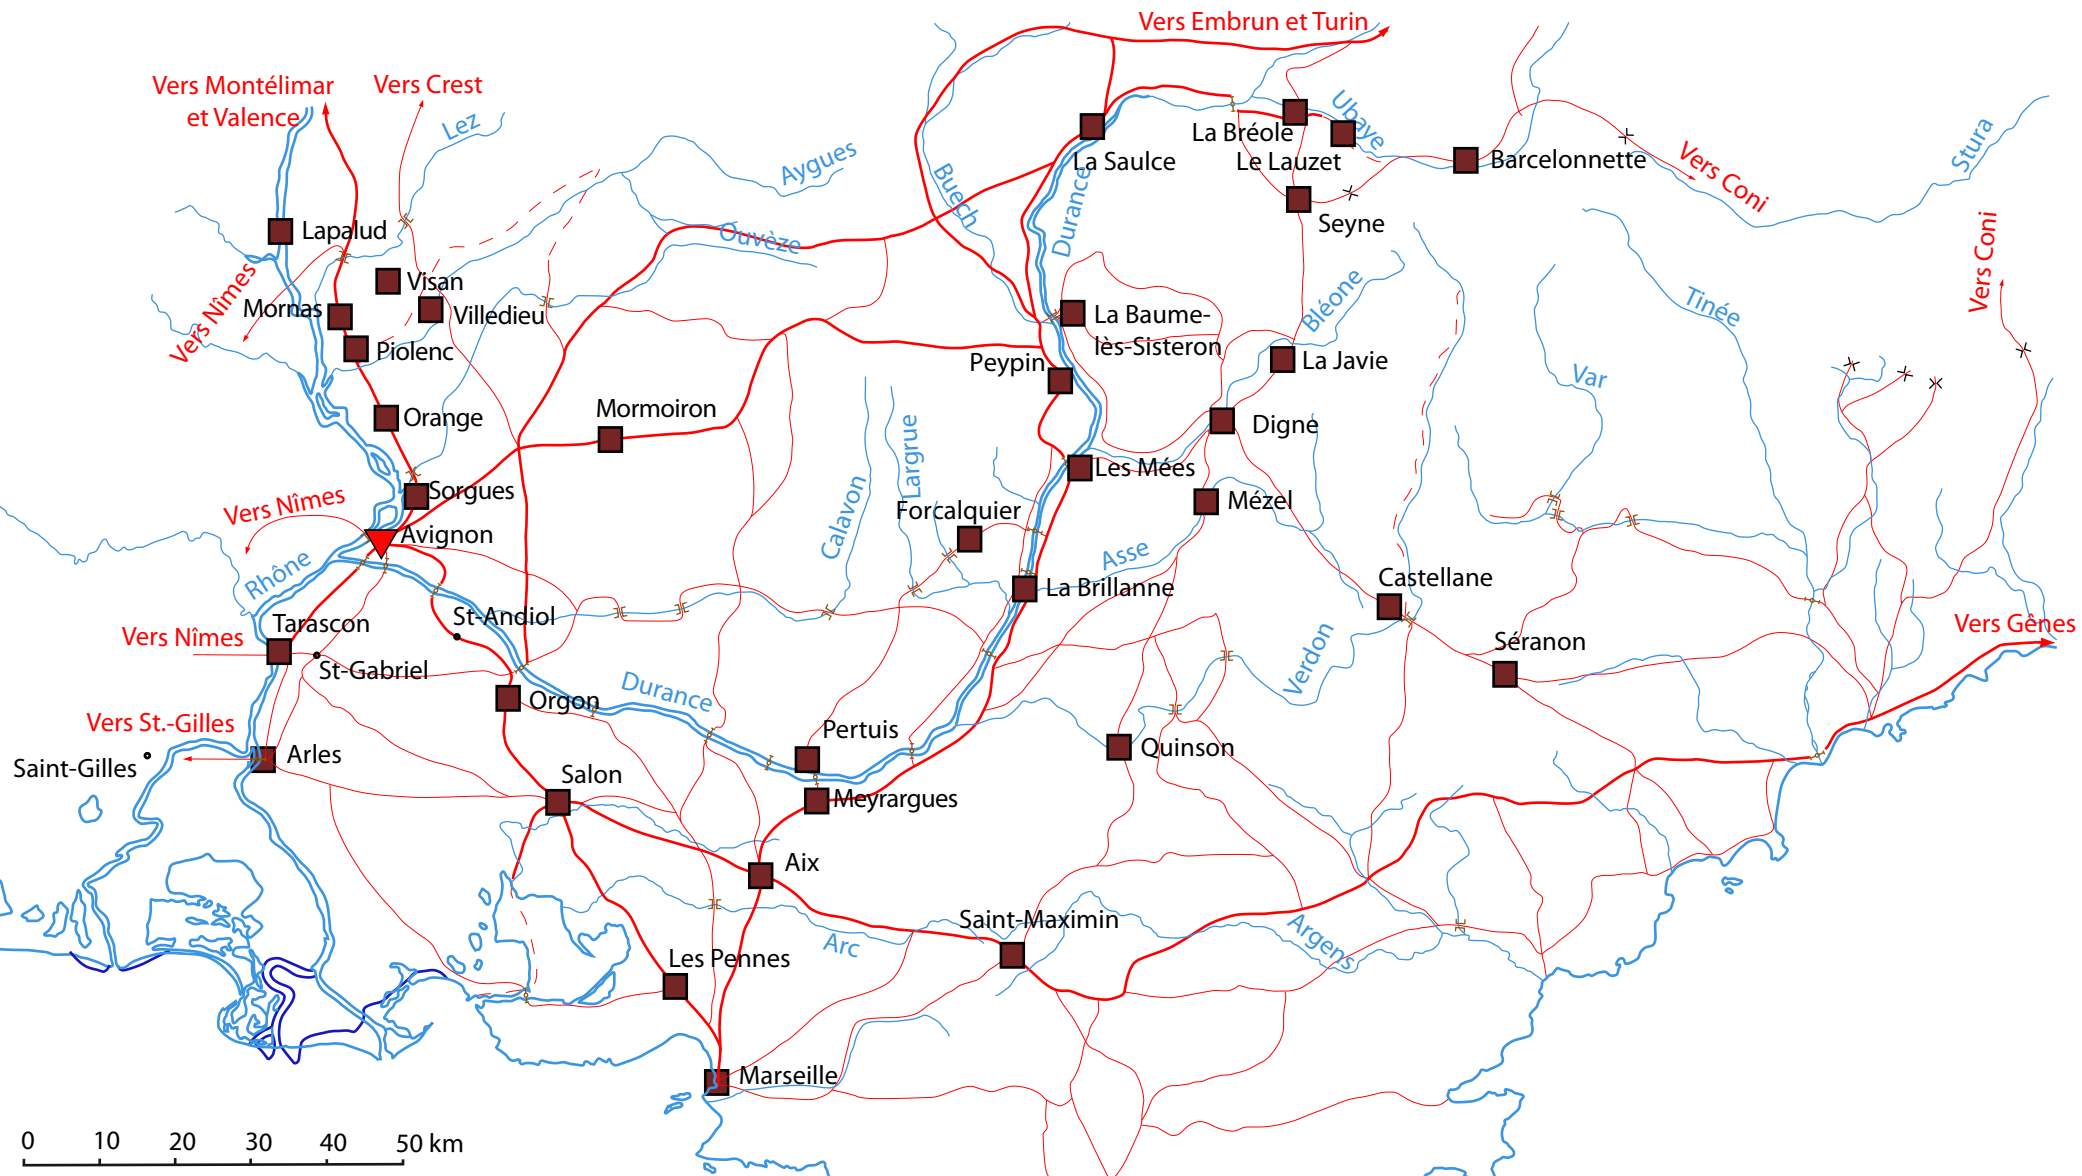 Vers Embrun et Turin
Vers Montélimar
et Valence
Vers Crest
Lez
Aygues
Ubaye
La Bréole
Le Lauzet
La Saulce
Barcelonnette
Vers Coni
Stura
Buech
Durance
Seyne
Lapalud
Ouvèze
Vers Nîmes
Visan
Villedieu
Mornas
Piolenc
La Baume-
lès-Sisteron
Bléone
Tinée
Vers Coni
Peypin
La Javie
Var
Orange
Mormoiron
Digne
Largrue
Les Mées
Sorgues
Vers Nîmes
Calavon
Forcalquier
Mézel
Avignon
Asse
Rhône
La Brillanne
Castellane
St-Andiol
Tarascon
Vers Nîmes
Vers Gênes
Séranon
Verdon
St-Gabriel
Orgon
Durance
Vers St.-Gilles
Pertuis
Quinson
Arles
Saint-Gilles
Salon
Meyrargues
Aix
Saint-Maximin
Arc
Argens
Les Pennes
Marseille
0 10 20 30 40 50 km